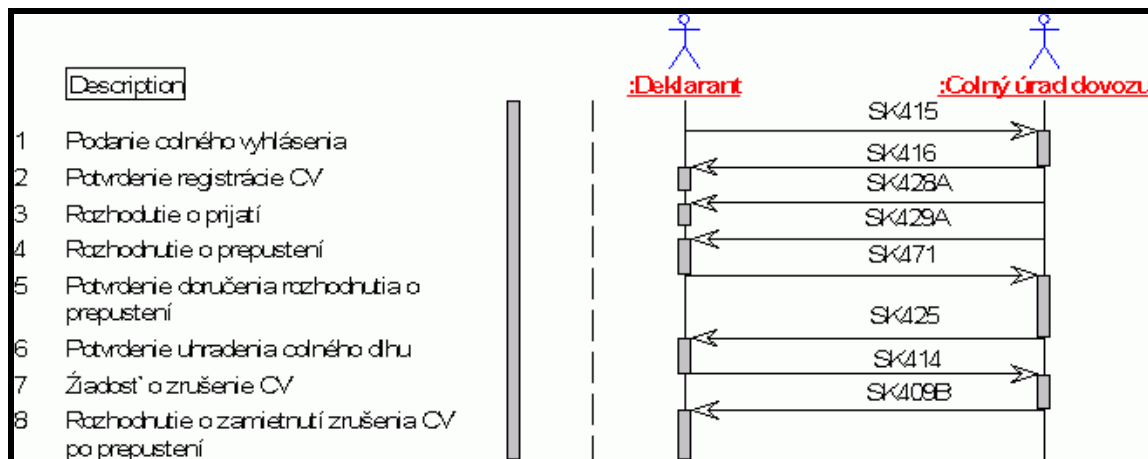 :Deklarant
:Colný úrad dovozu
Description
SK415
1 Podanie colného vyhlásenia
SK416
2 Potvrdenie registrácie CV
SK428A
3 Rozhodutie o prijatí
SK429A
4 Rozhodnutie o prepustení
SK471
5 Potvrdenie doručenia rozhodnutia o
prepustení
SK425
6 Potvrdenie uhradenia colného dlhu
SK414
7 Žiadosť o zrušenie CV
SK409B
8 Rozhodnutie o zamietnutí zrušenia CV
po prepustení